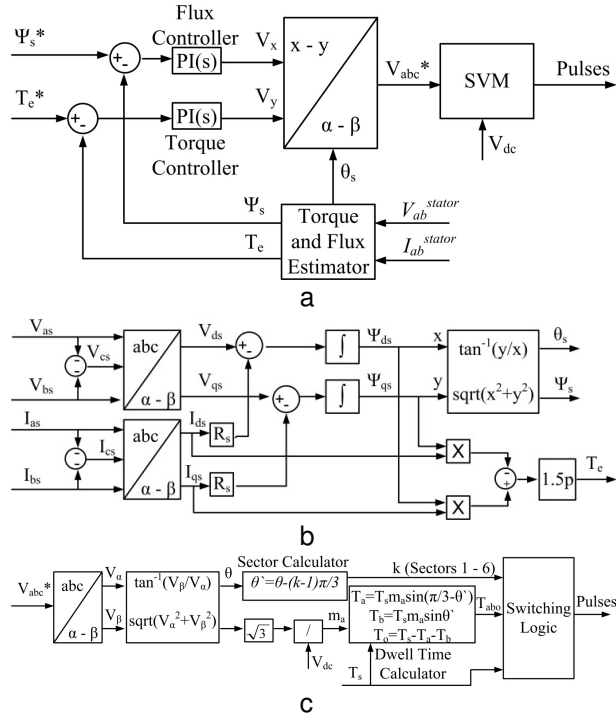 Flux
Controller
Ψs*
+-
PI(s)
Vx
x - y
α - β
Vabc*
SVM
Pulses
Te*
+-
PI(s)
Vy
Torque
Controller
Vdc
θs
Ψs
Te
Torque
and Flux
Estimator
Vab^stator
Iab^stator
a
Vas
Vcs
Vbs
abc
α - β
Vds
Vqs
+-
+-
∫
∫
Ψds
Ψqs
x
y
tan⁻¹(y/x)
sqrt(x²+y²)
θs
Ψs
Ias
Ics
Ibs
abc
α - β
Ids
Iqs
Rs
Rs
X
X
-
+
1.5p
Te
b
Vabc*
abc
α - β
Vα
Vβ
tan⁻¹(Vβ/Vα)
sqrt(Vα²+Vβ²)
θ
Sector Calculator
θ`=θ-(k-1)π/3
k (Sectors 1 - 6)
√3
/
Vdc
ma
Ta=Tsmasin(π/3-θ`)
Tb=Tsmasinθ`
To=Ts-Ta-Tb
Tabo
Dwell Time
Calculator
Ts
Switching
Logic
Pulses
c